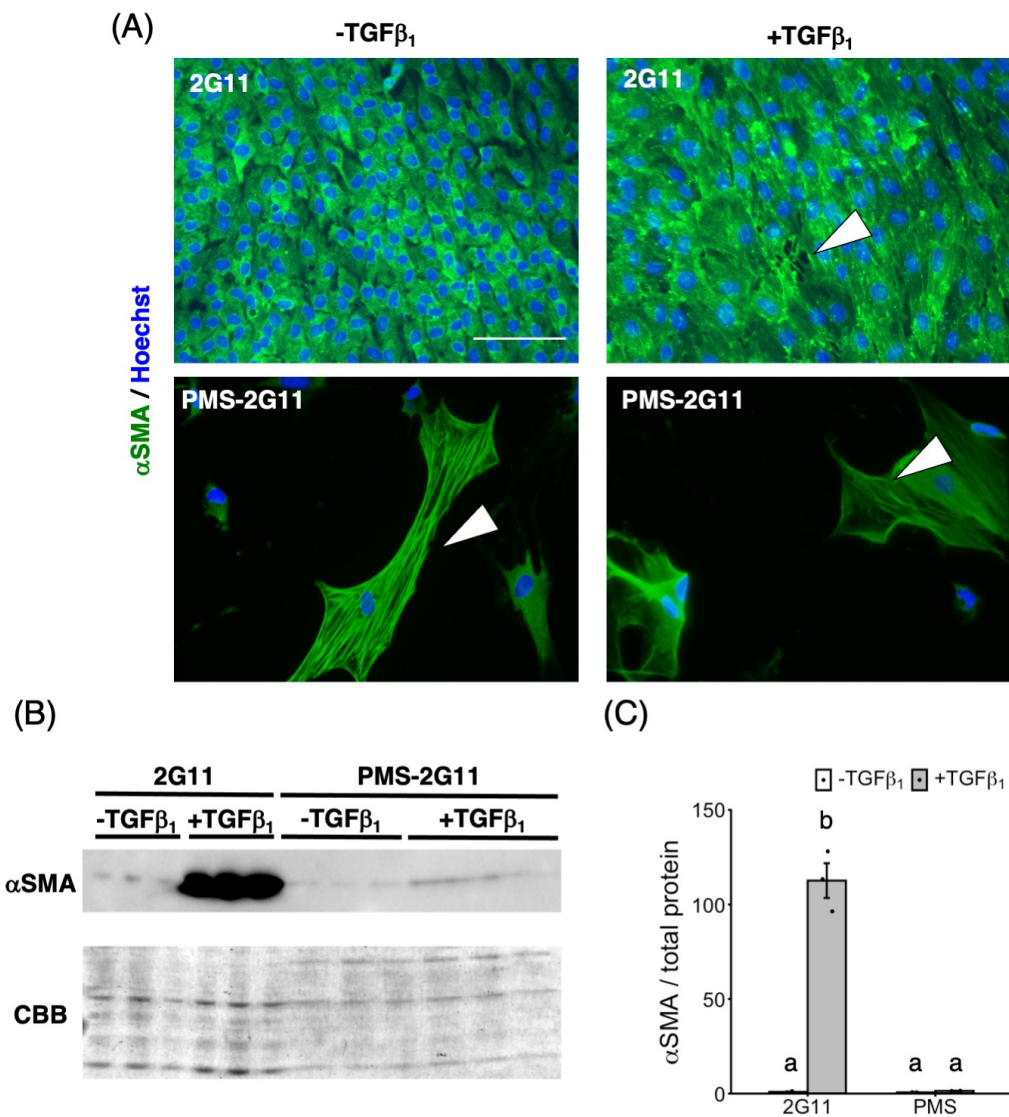 (A)
-TGFβ₁ +TGFβ₁
2G11 2G11
αSMA / Hoechst
PMS-2G11 PMS-2G11
(B) (C)
2G11 PMS-2G11
-TGFβ₁ +TGFβ₁ -TGFβ₁ +TGFβ₁
αSMA
CBB
-TGFβ₁ +TGFβ₁
αSMA / total protein
150
100
50
0
b
a a a
2G11 PMS